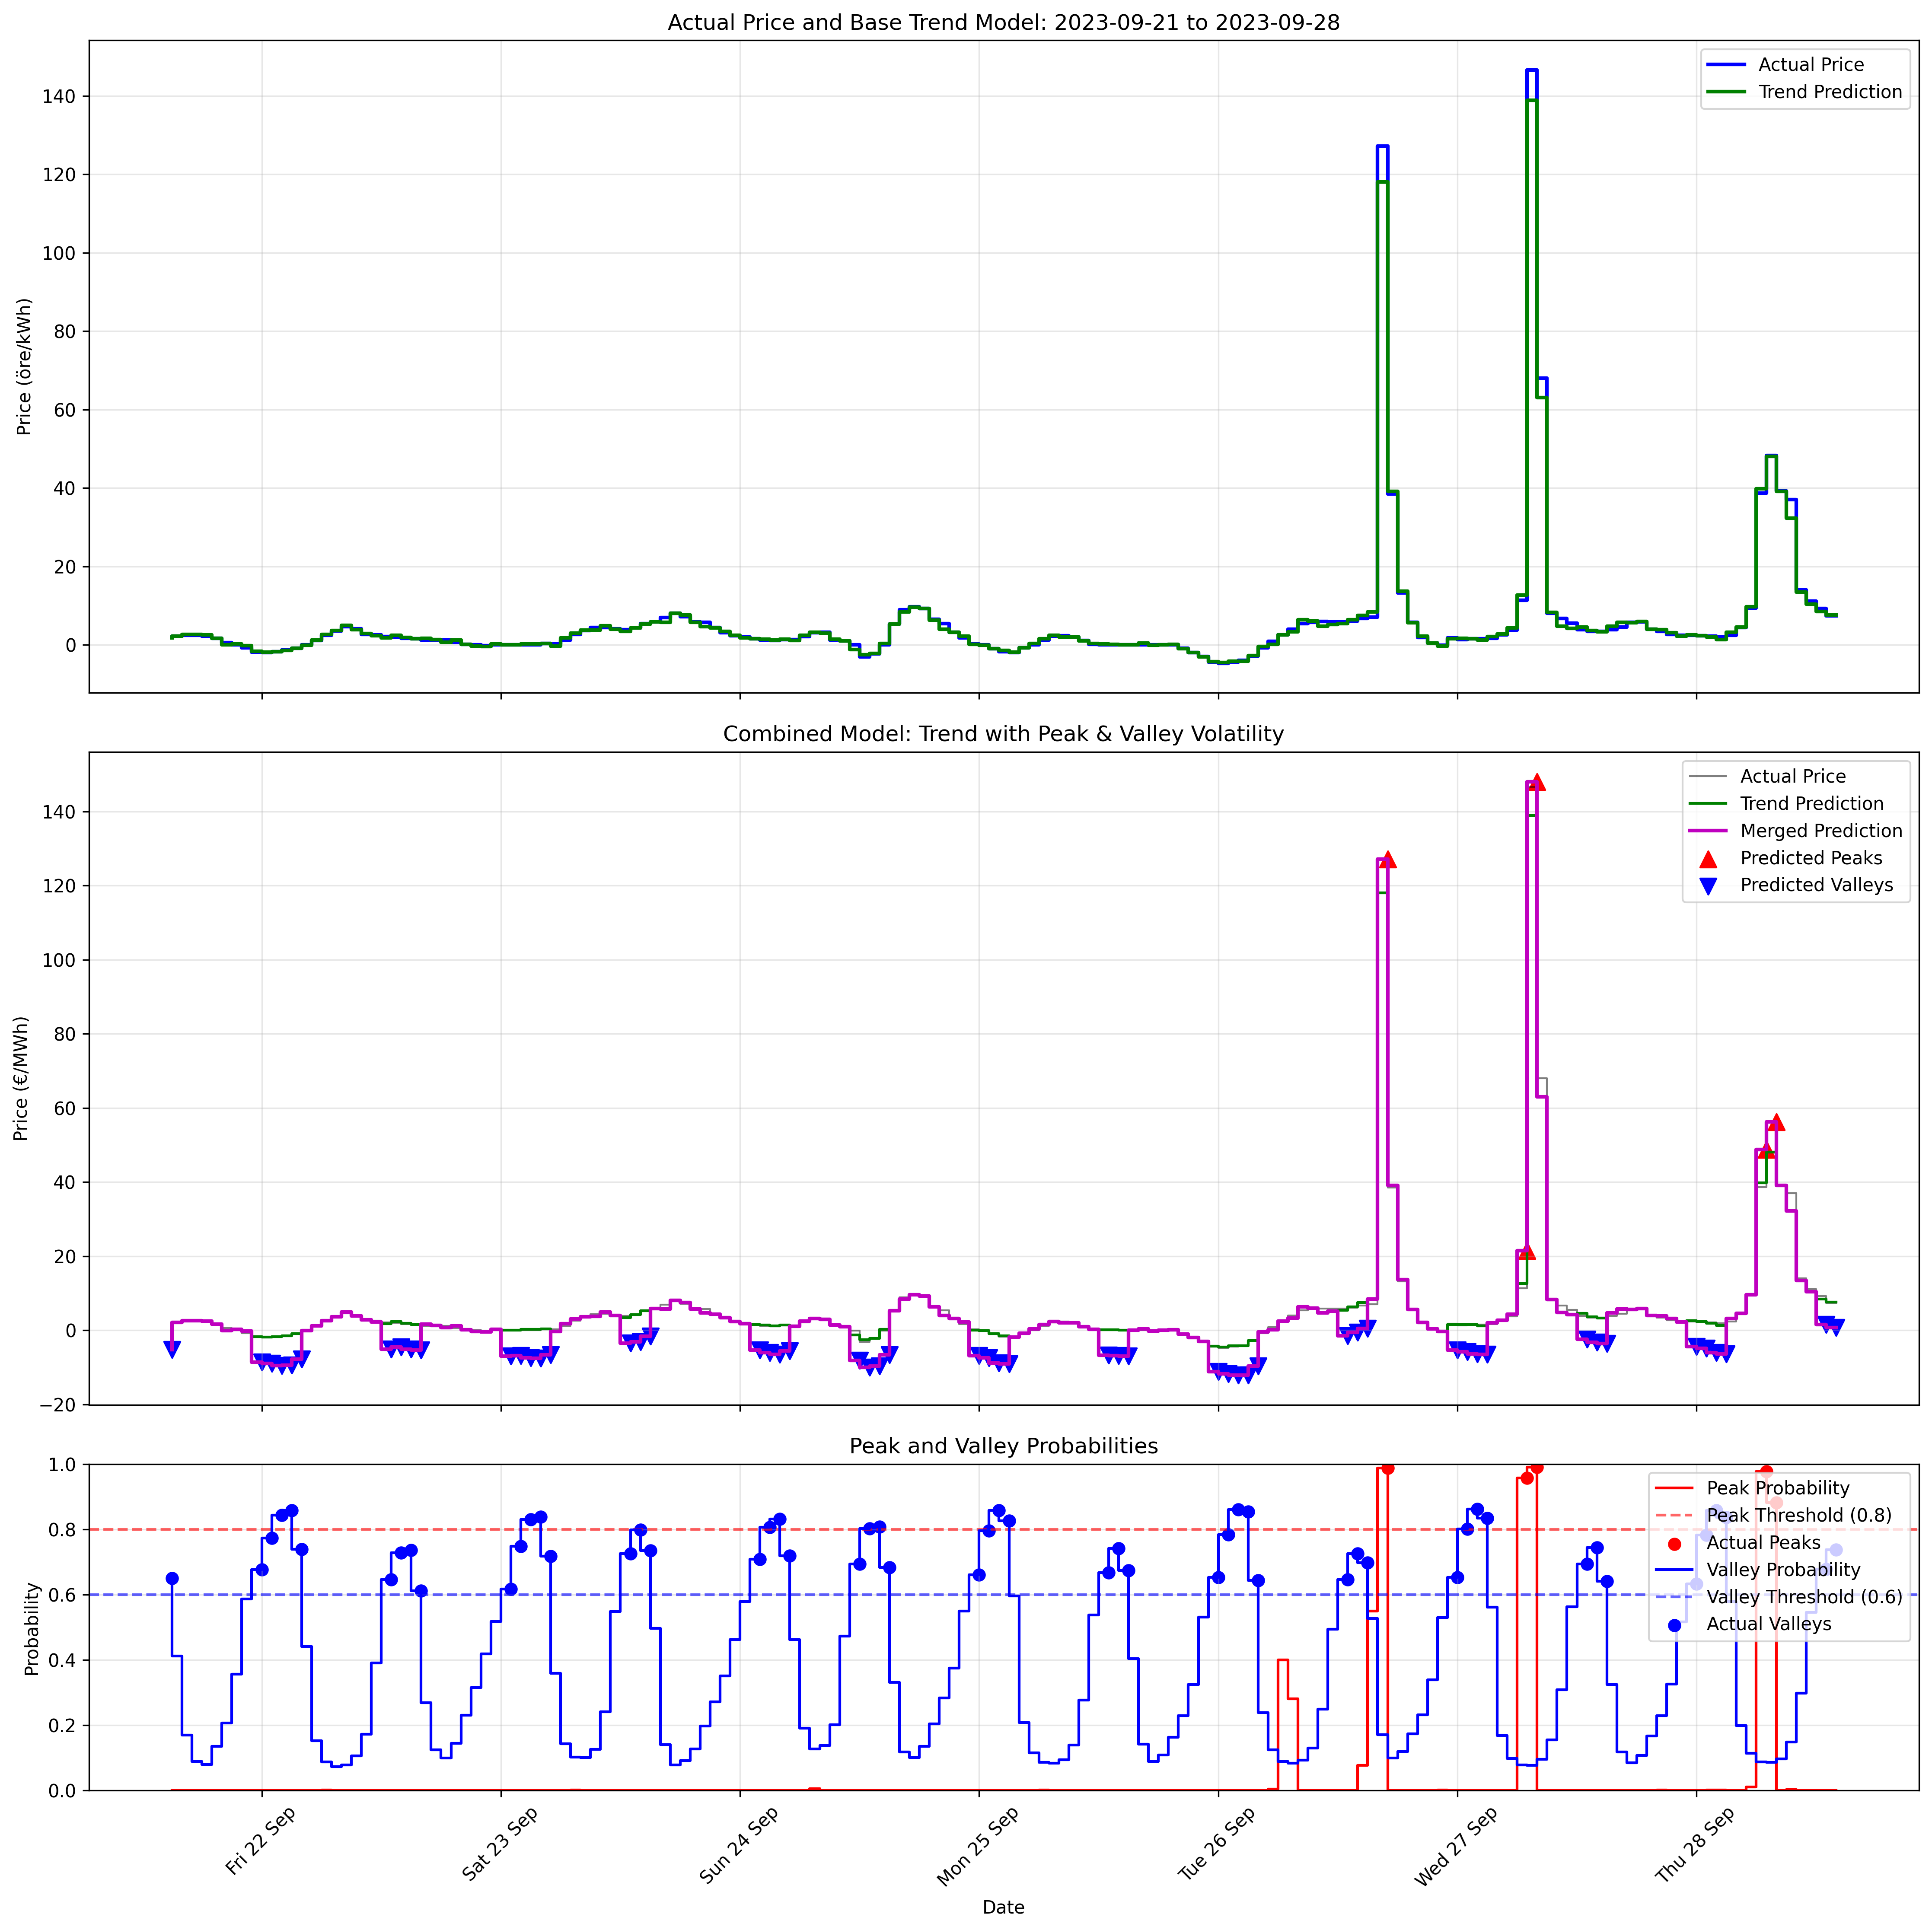 Actual Price and Base Trend Model: 2023-09-21 to 2023-09-28
Price (öre/kWh)
140
120
100
80
60
40
20
0
Actual Price
Trend Prediction
Combined Model: Trend with Peak & Valley Volatility
Price (€/MWh)
140
120
100
80
60
40
20
0
−20
Actual Price
Trend Prediction
Merged Prediction
Predicted Peaks
Predicted Valleys
Peak and Valley Probabilities
Probability
1.0
0.8
0.6
0.4
0.2
0.0
Peak Probability
Peak Threshold (0.8)
Actual Peaks
Valley Probability
Valley Threshold (0.6)
Actual Valleys
Fri 22 Sep
Sat 23 Sep
Sun 24 Sep
Mon 25 Sep
Tue 26 Sep
Wed 27 Sep
Thu 28 Sep
Date